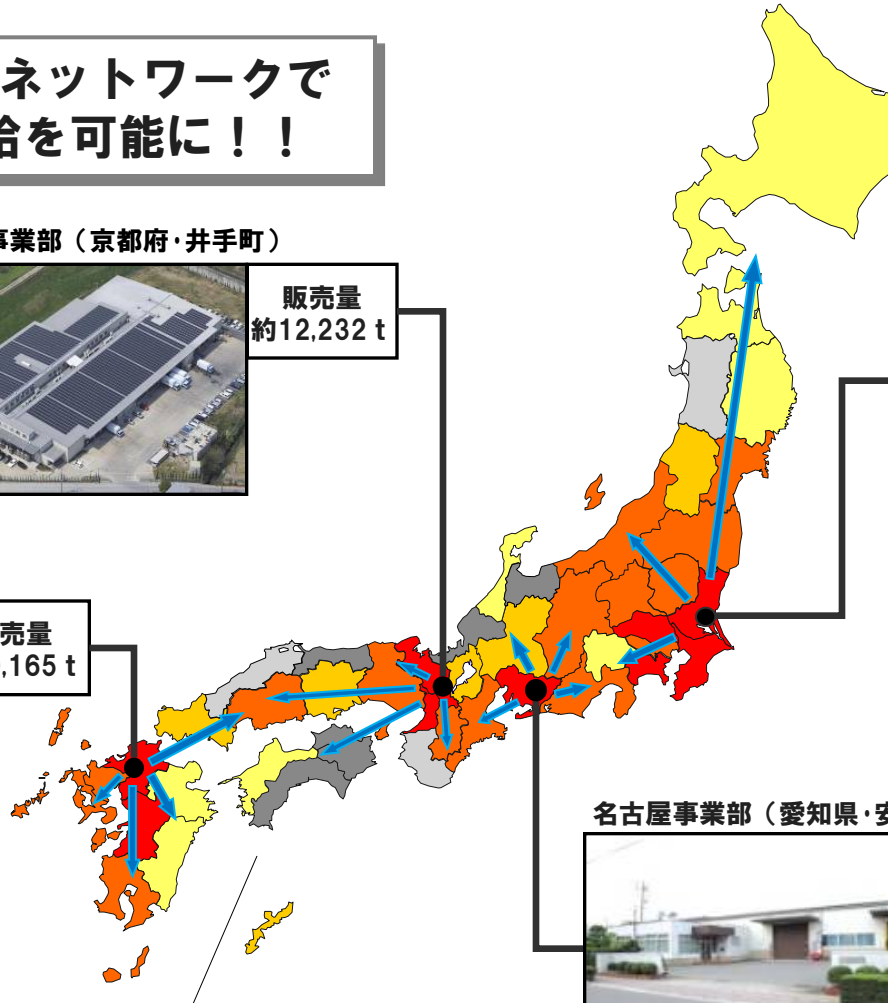 ネットワークで
給を可能に！！
事業部（京都府・井手町）
販売量
約12,232ｔ
売量
,165ｔ
名古屋事業部（愛知県・安